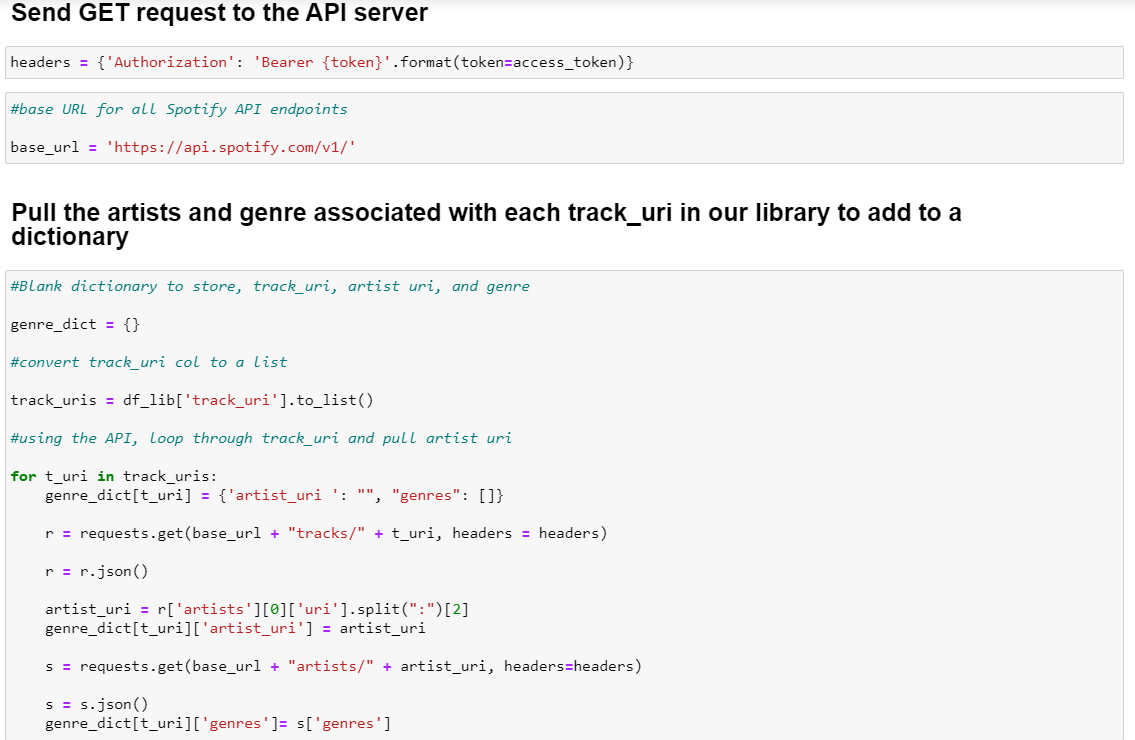 Send GET request to the API server
headers = {'Authorization': 'Bearer {token}'.format(token=access_token)}
#base URL for all Spotify API endpoints
base_url = 'https://api.spotify.com/v1/'
Pull the artists and genre associated with each track_uri in our library to add to a
dictionary
#Blank dictionary to store, track_uri, artist uri, and genre
genre_dict = {}
#convert track_uri col to a list
track_uris = df_lib['track_uri'].to_list()
#using the API, loop through track_uri and pull artist uri
for t_uri in track_uris:
    genre_dict[t_uri] = {'artist_uri ': "", "genres": []}
    r = requests.get(base_url + "tracks/" + t_uri, headers = headers)
    r = r.json()
    artist_uri = r['artists'][0]['uri'].split(":")[2]
    genre_dict[t_uri]['artist_uri'] = artist_uri
    s = requests.get(base_url + "artists/" + artist_uri, headers=headers)
    s = s.json()
    genre_dict[t_uri]['genres']= s['genres']